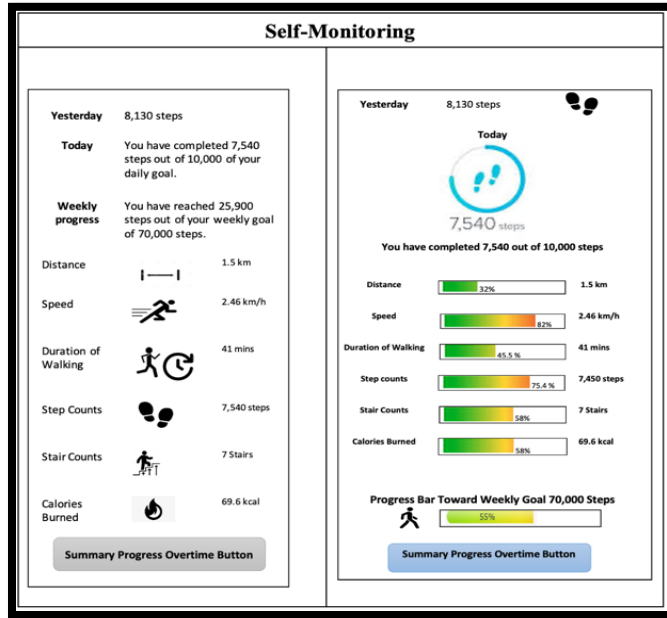 Self-Monitoring
Yesterday 8,130 steps
Today You have completed 7,540
steps out of 10,000 of your
daily goal.
Weekly You have reached 25,900
progress steps out of your weekly goal
of 70,000 steps.
Distance 1.5 km
Speed 2.46 km/h
Duration of 41 mins
Walking
Step Counts 7,540 steps
Stair Counts 7 Stairs
Calories 69.6 kcal
Burned
Summary Progress Overtime Button
Yesterday 8,130 steps
Today
7,540 steps
You have completed 7,540 out of 10,000 steps
Distance 32% 1.5 km
Speed 82% 2.46 km/h
Duration of Walking 45.5 % 41 mins
Step counts 75.4 % 7,450 steps
Stair Counts 58% 7 Stairs
Calories Burned 58% 69.6 kcal
Progress Bar Toward Weekly Goal 70,000 Steps
55%
Summary Progress Overtime Button